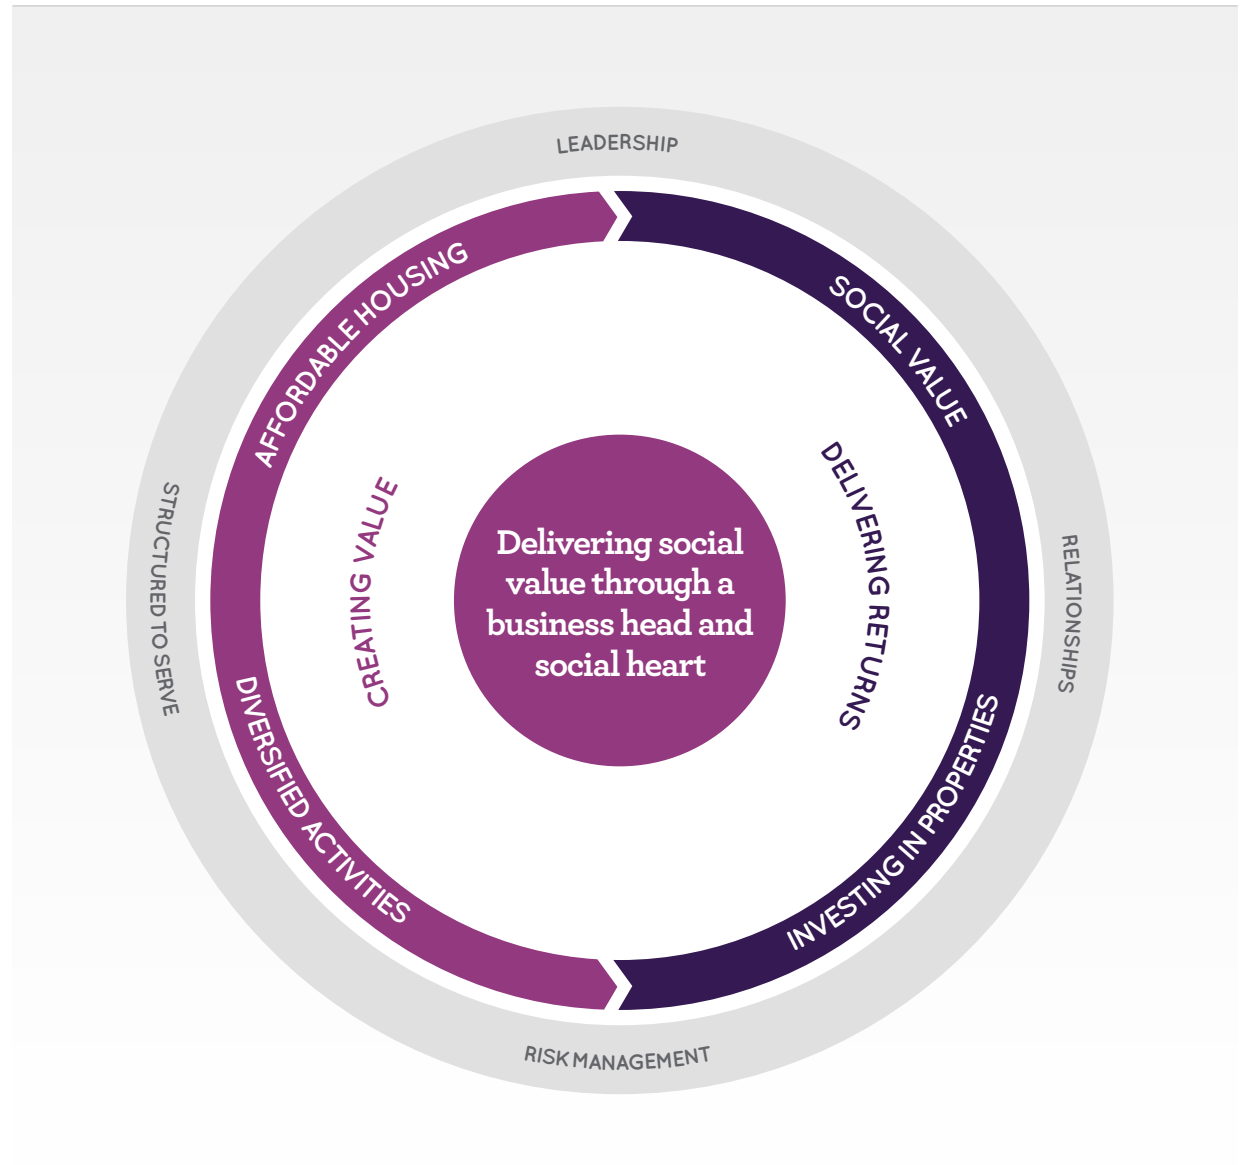 LEADERSHIP
AFFORDABLE HOUSING
SOCIAL VALUE
STRUCTURED TO SERVE
CREATING VALUE
Delivering social
value through a
business head and
social heart
DELIVERING RETURNS
RELATIONSHIPS
DIVERSIFIED ACTIVITIES
INVESTING IN PROPERTIES
RISK MANAGEMENT